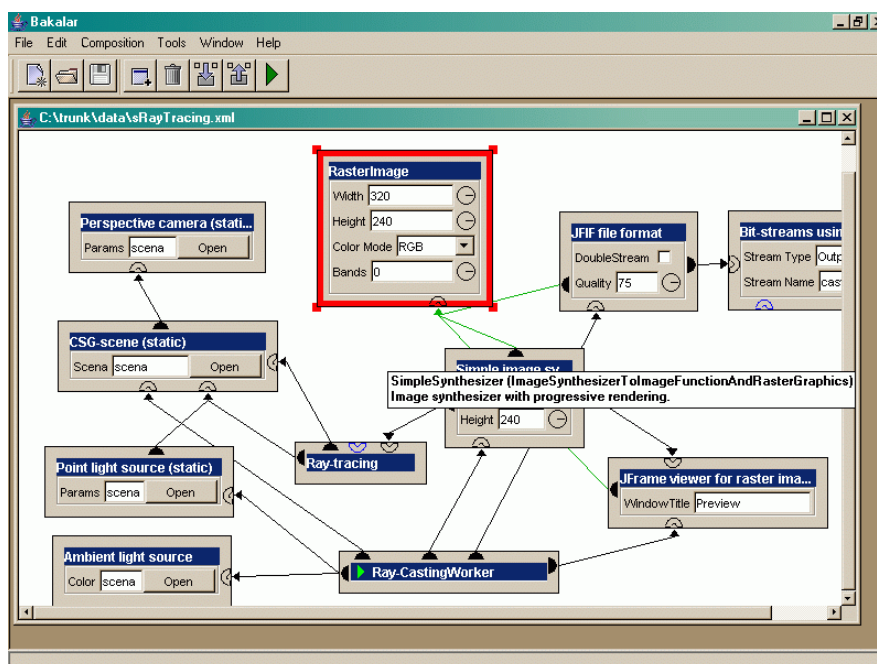 Bakalar
File Edit Composition Tools Window Help
C:\trunk\data\sRayTracing.xml
RasterImage
Width 320
Height 240
Color Mode RGB
Bands 0
Perspective camera (stati...
Params scena Open
JFIF file format
DoubleStream
Quality 75
Bit-streams usin
Stream Type Outp
Stream Name cas
CSG-scene (static)
Scena scena Open
Simple image sy...
SimpleSynthesizer (ImageSynthesizerToImageFunctionAndRasterGraphics)
Image synthesizer with progressive rendering.
Height 240
Ray-tracing
Point light source (static)
Params scena Open
JFrame viewer for raster ima...
WindowTitle Preview
Ambient light source
Color scena Open
Ray-CastingWorker